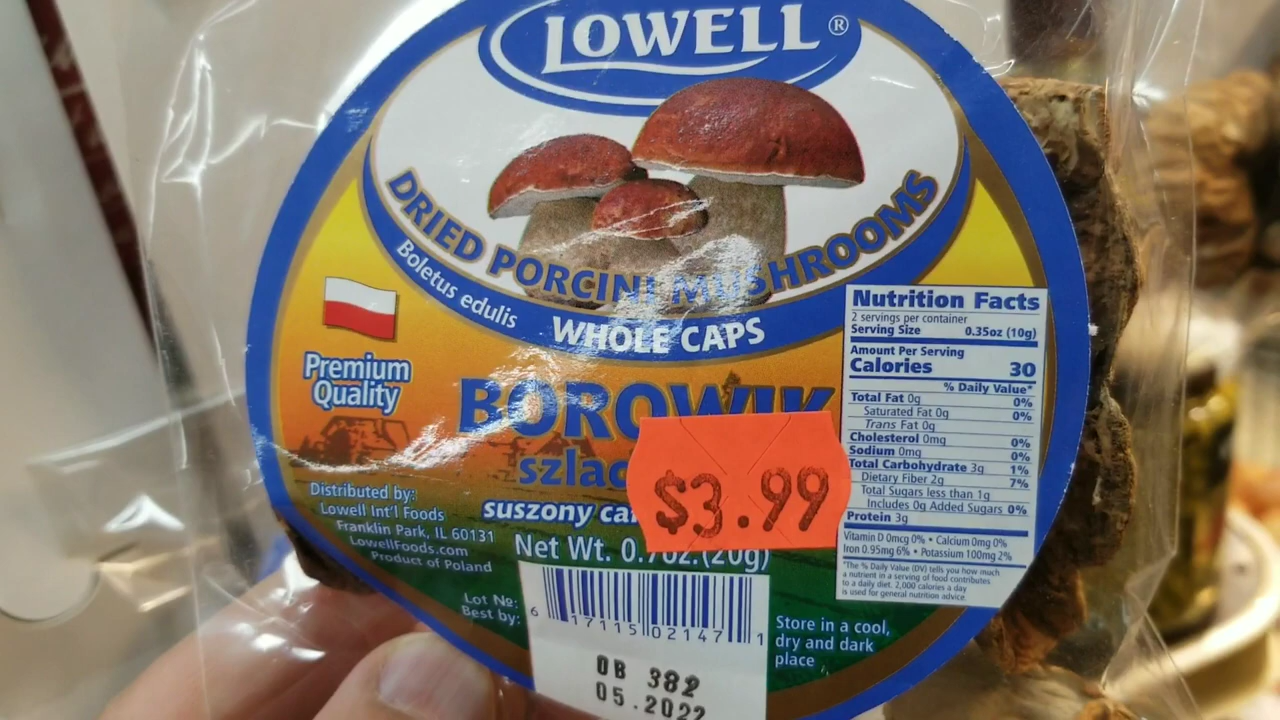 LOWELL®
DRIED PORCINI MUSHROOMS
Boletus edulis
WHOLE CAPS
Premium
Quality
BOROWIK
suszony
$3.99
Net Wt. 0.7oz.(20g)
Distributed by:
Lowell Int'l Foods
Franklin Park, IL 60131
LowellFoods.com
Product of Poland
Lot №:
Best by:
6 17115 02147 1
OB 382
05.2022
Store in a cool,
dry and dark
place
Nutrition Facts
2 servings per container
Serving Size 0.35oz (10g)
Amount Per Serving
Calories 30
% Daily Value*
Total Fat 0g 0%
Saturated Fat 0g 0%
Trans Fat 0g
Cholesterol 0mg 0%
Sodium 0mg 0%
Total Carbohydrate 3g 1%
Dietary Fiber 2g 7%
Total Sugars less than 1g
Includes 0g Added Sugars 0%
Protein 3g
Vitamin D 0mcg 0% • Calcium 0mg 0%
Iron 0.95mg 6% • Potassium 100mg 2%
*The % Daily Value (DV) tells you how much
a nutrient in a serving of food contributes
to a daily diet. 2,000 calories a day
is used for general nutrition advice.